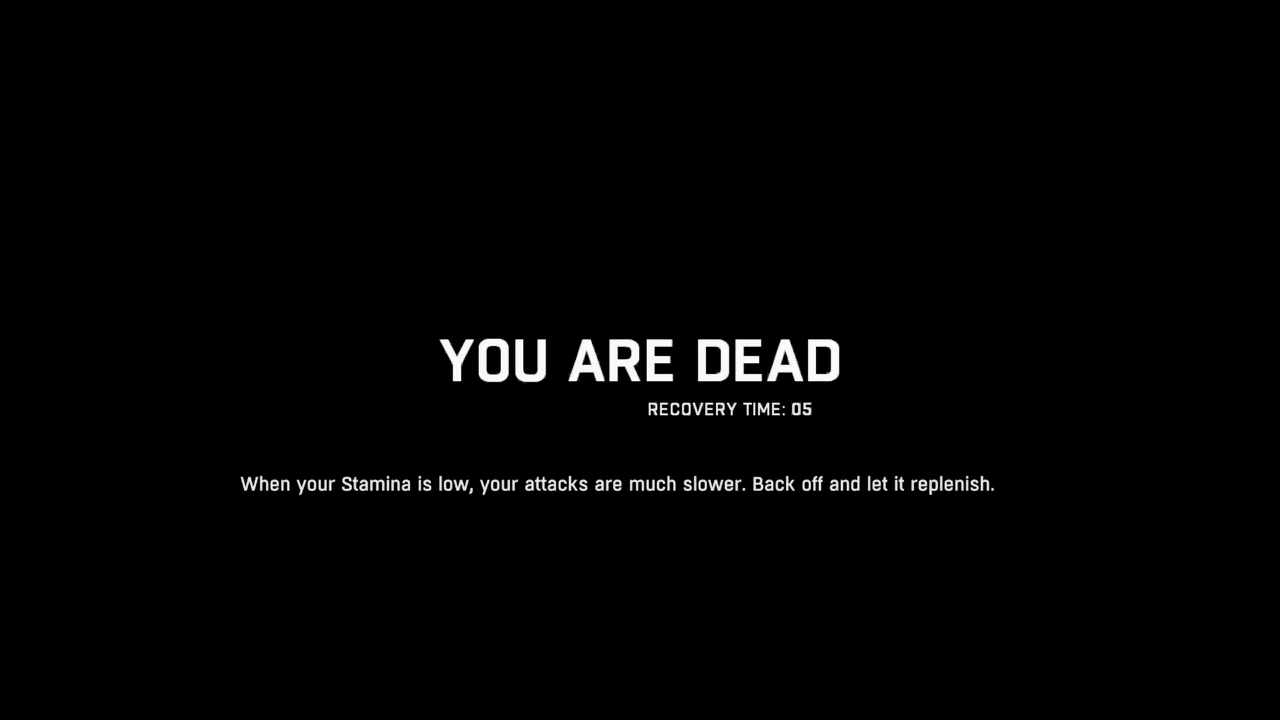 YOU ARE DEAD
RECOVERY TIME: 05
When your Stamina is low, your attacks are much slower. Back off and let it replenish.